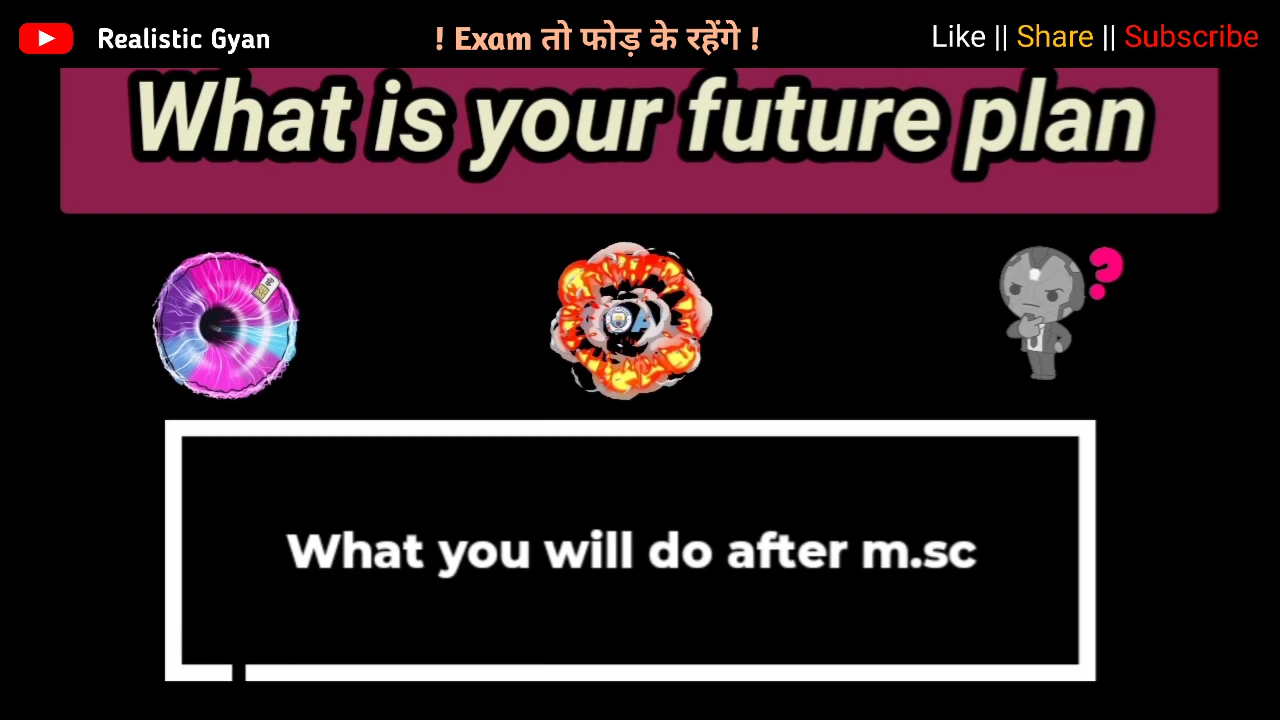 Realistic Gyan
! Exam तो फोड़ के रहेंगे !
Like || Share || Subscribe
What is your future plan
?
What you will do after m.sc